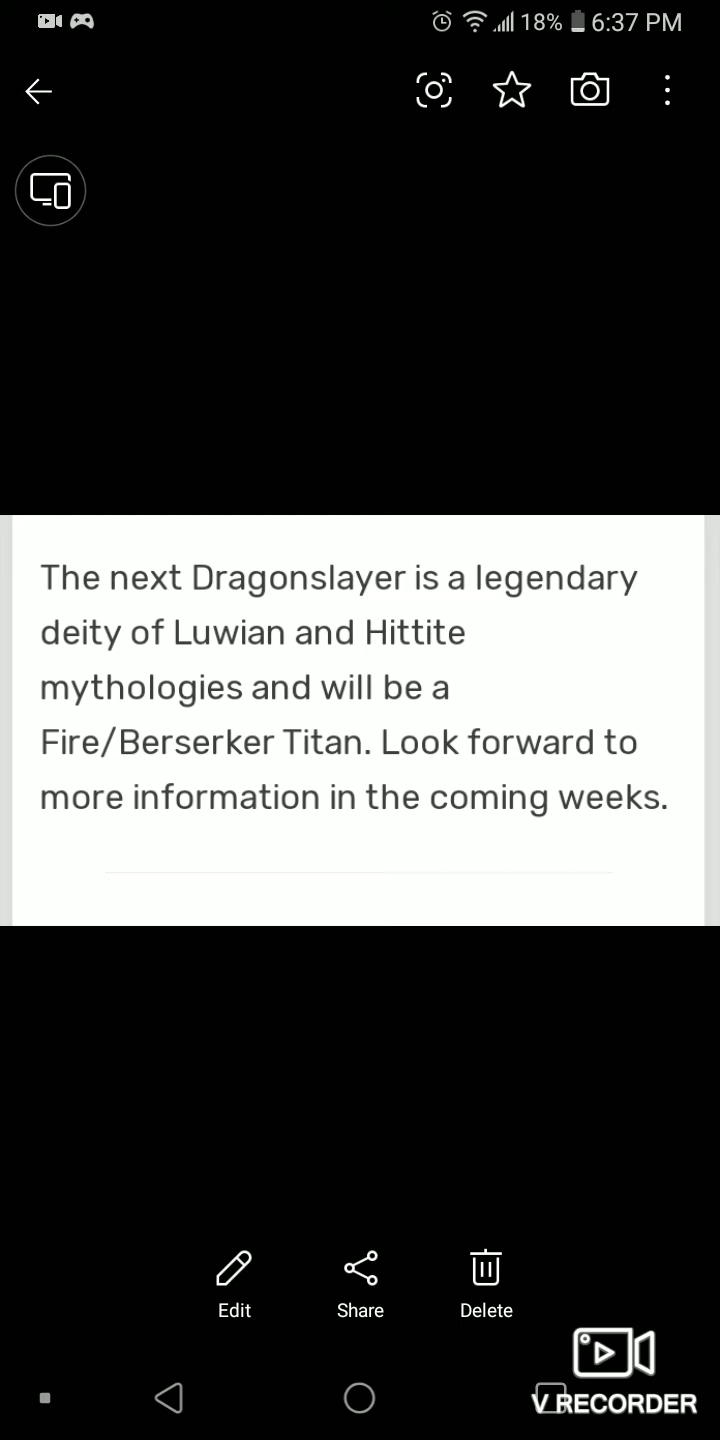 18% 6:37 PM
The next Dragonslayer is a legendary
deity of Luwian and Hittite
mythologies and will be a
Fire/Berserker Titan. Look forward to
more information in the coming weeks.
Edit Share Delete
V RECORDER